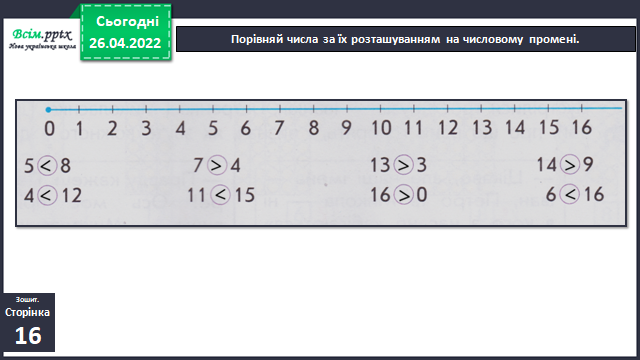 Всім.pptx
Нова українська школа
Сьогодні
26.04.2022
Порівняй числа за їх розташуванням на числовому промені.
0 1 2 3 4 5 6 7 8 9 10 11 12 13 14 15 16
5 < 8 7 > 4 13 > 3 14 > 9
4 < 12 11 < 15 16 > 0 6 < 16
Зошит.
Сторінка
16